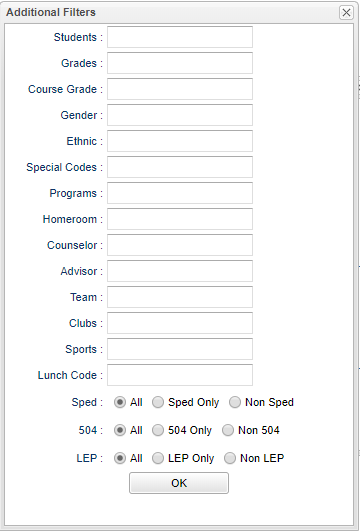 Additional Filters
Students :
Grades :
Course Grade :
Gender :
Ethnic :
Special Codes :
Programs :
Homeroom :
Counselor :
Advisor :
Team :
Clubs :
Sports :
Lunch Code :
Sped : All Sped Only Non Sped
504 : All 504 Only Non 504
LEP : All LEP Only Non LEP
OK